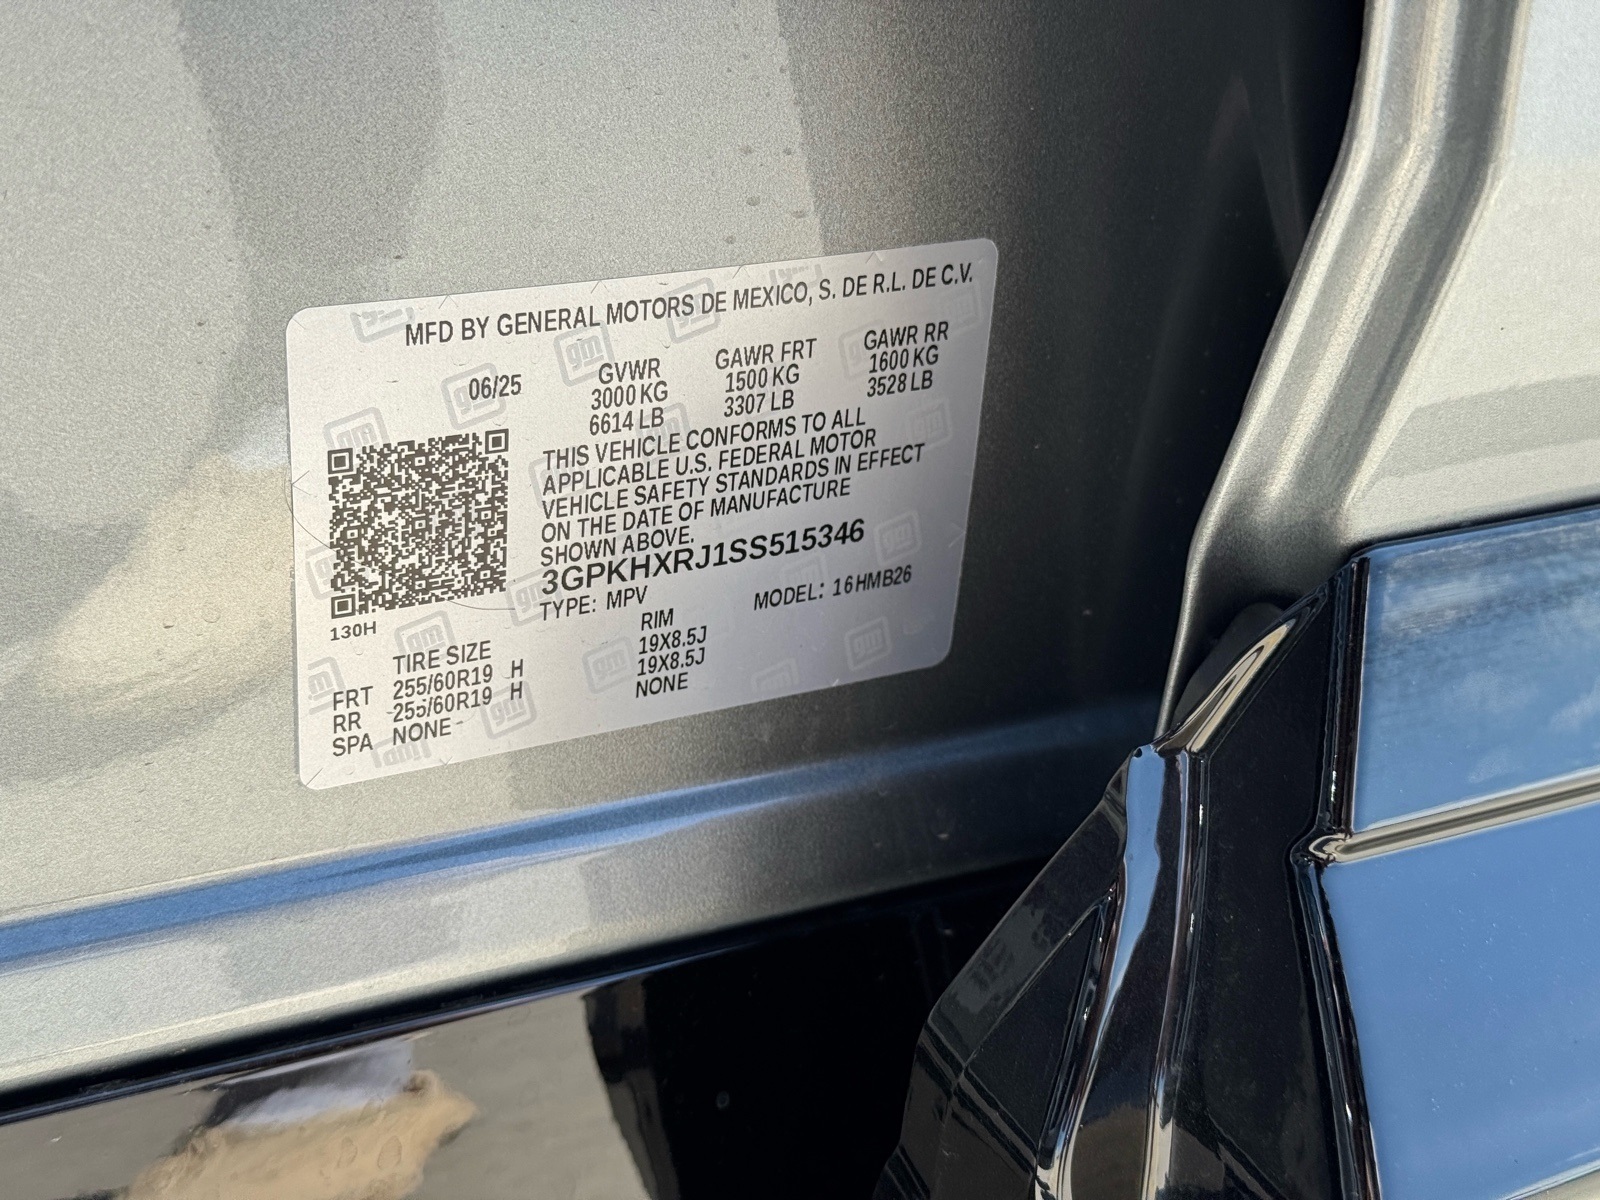 MFD BY GENERAL MOTORS DE MEXICO, S. DE R.L. DE C.V.
06/25 GVWR GAWR FRT GAWR RR
3000 KG 1500 KG 1600 KG
6614 LB 3307 LB 3528 LB
THIS VEHICLE CONFORMS TO ALL
APPLICABLE U.S. FEDERAL MOTOR
VEHICLE SAFETY STANDARDS IN EFFECT
ON THE DATE OF MANUFACTURE
SHOWN ABOVE.
3GPKHXRJ1SS515346
TYPE: MPV MODEL: 16HMB26
130H
TIRE SIZE RIM
FRT 255/60R19 H 19X8.5J
RR 255/60R19 H 19X8.5J
SPA NONE NONE